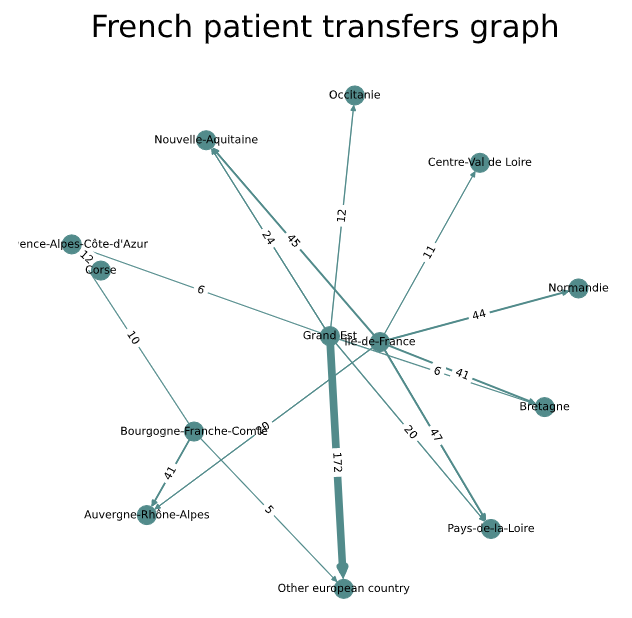 French patient transfers graph
Occitanie
Nouvelle-Aquitaine
Centre-Val de Loire
12
24
45
11
ence-Alpes-Côte-d'Azur
12
Corse
6
Normandie
44
10
Grand Est
Île-de-France
6
41
Bretagne
Bourgogne-Franche-Comté
20
47
41
172
Auvergne-Rhône-Alpes
5
Pays-de-la-Loire
Other european country